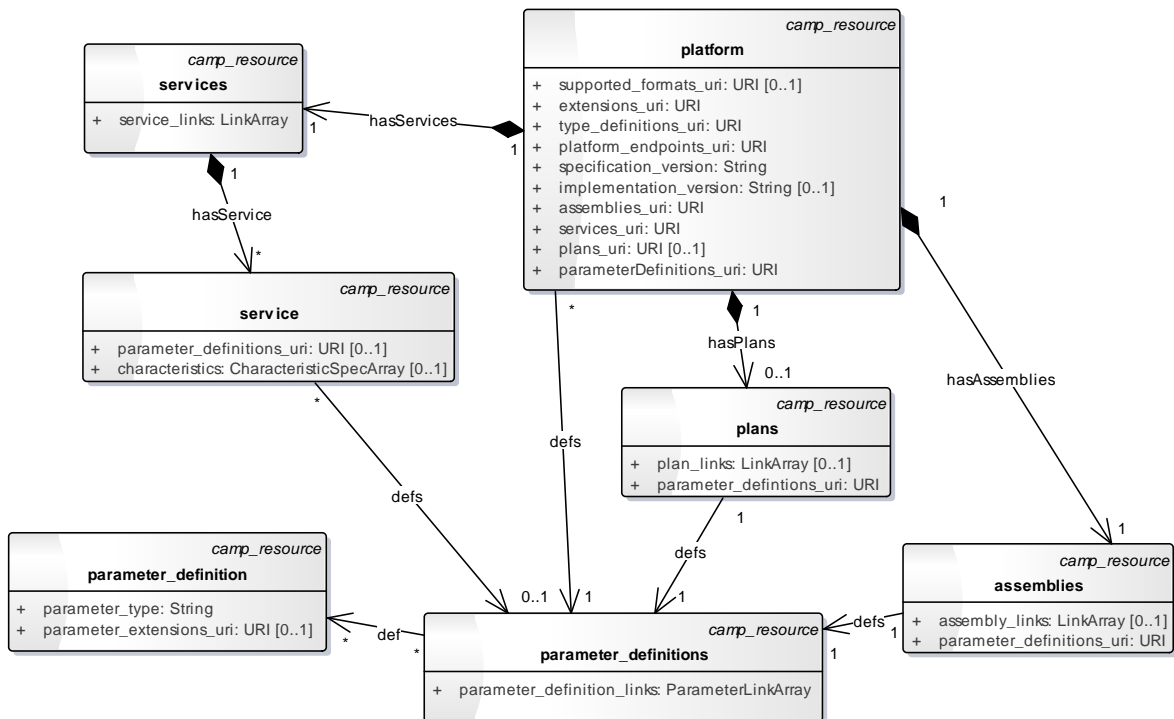 camp_resource
platform
+ supported_formats_uri: URI [0..1]
+ extensions_uri: URI
+ type_definitions_uri: URI
+ platform_endpoints_uri: URI
+ specification_version: String
+ implementation_version: String [0..1]
+ assemblies_uri: URI
+ services_uri: URI
+ plans_uri: URI [0..1]
+ parameterDefinitions_uri: URI
camp_resource
services
+ service_links: LinkArray
1
hasServices
1
1
hasService
*
camp_resource
service
+ parameter_definitions_uri: URI [0..1]
+ characteristics: CharacteristicSpecArray [0..1]
*
defs
0..1
*
defs
1
1
hasPlans
0..1
camp_resource
plans
+ plan_links: LinkArray [0..1]
+ parameter_defintions_uri: URI
1
defs
1
1
hasAssemblies
1
camp_resource
assemblies
+ assembly_links: LinkArray [0..1]
+ parameter_definitions_uri: URI
1
defs
1
camp_resource
parameter_definition
+ parameter_type: String
+ parameter_extensions_uri: URI [0..1]
*
def
*
camp_resource
parameter_definitions
+ parameter_definition_links: ParameterLinkArray